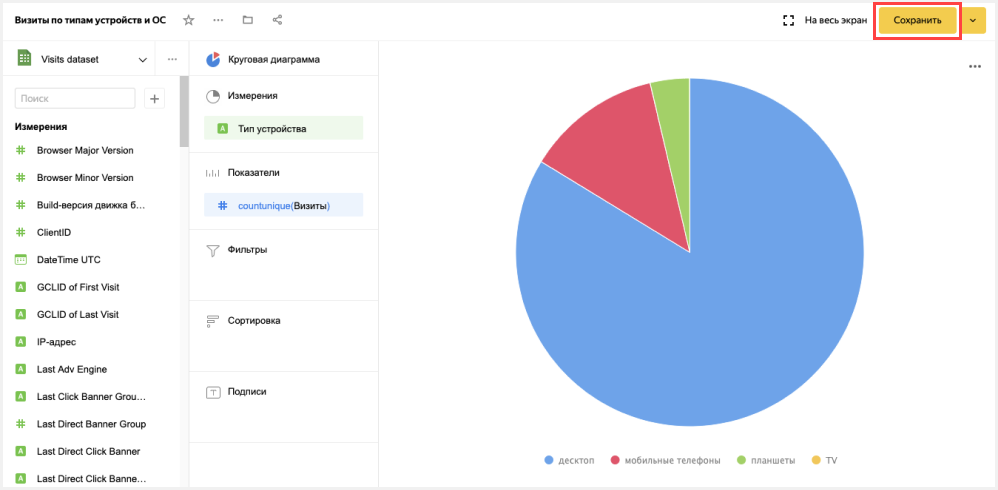 Визиты по типам устройств и ОС
На весь экран
Сохранить
Visits dataset
Поиск
Измерения
Browser Major Version
Browser Minor Version
Build-версия движка б...
ClientID
DateTime UTC
GCLID of First Visit
GCLID of Last Visit
IP-адрес
Last Adv Engine
Last Click Banner Grou...
Last Direct Banner Group
Last Direct Click Banner
Last Direct Click Banne...
Круговая диаграмма
Измерения
Тип устройства
Показатели
countunique(Визиты)
Фильтры
Сортировка
Подписи
десктоп
мобильные телефоны
планшеты
TV